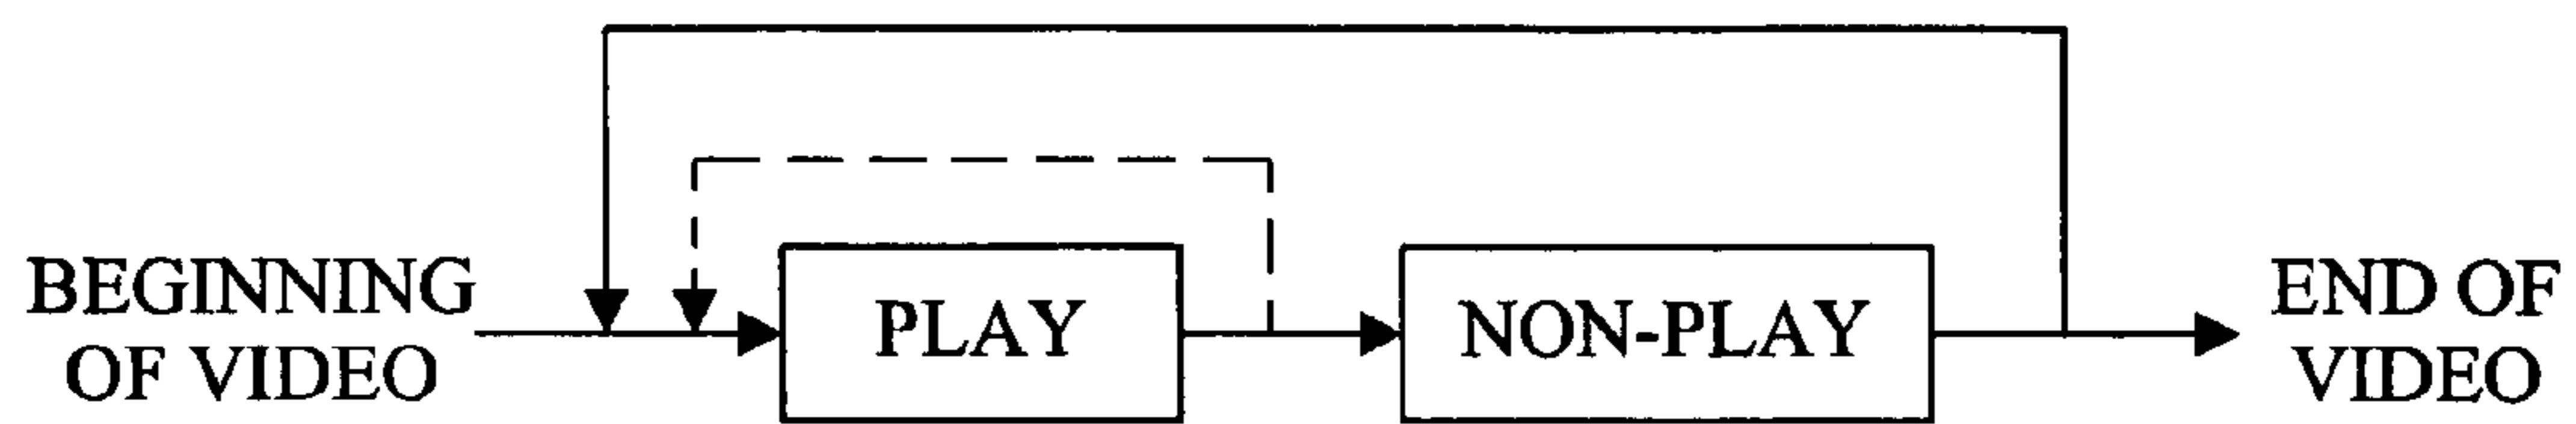 BEGINNING
OF VIDEO
PLAY
NON-PLAY
END OF
VIDEO